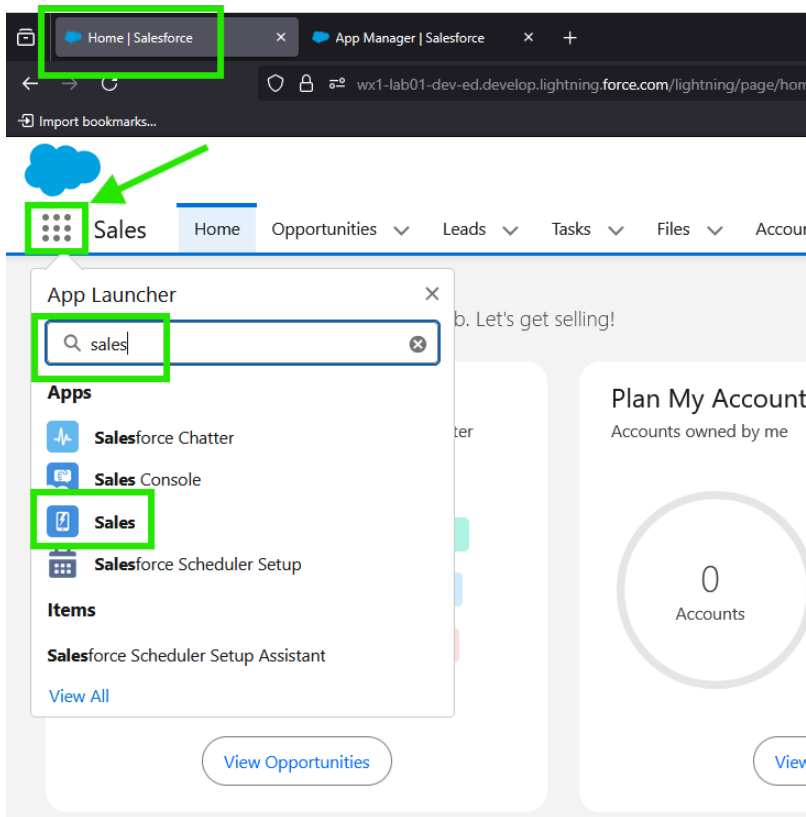 Home | Salesforce
App Manager | Salesforce
wx1-lab01-dev-ed.develop.lightning.force.com/lightning/page/hom
Import bookmarks...
Sales Home Opportunities Leads Tasks Files Accoun
App Launcher
b. Let's get selling!
sales
Apps
Salesforce Chatter
Sales Console
Sales
Salesforce Scheduler Setup
Items
Salesforce Scheduler Setup Assistant
View All
ter
View Opportunities
Plan My Account
Accounts owned by me
0
Accounts
View